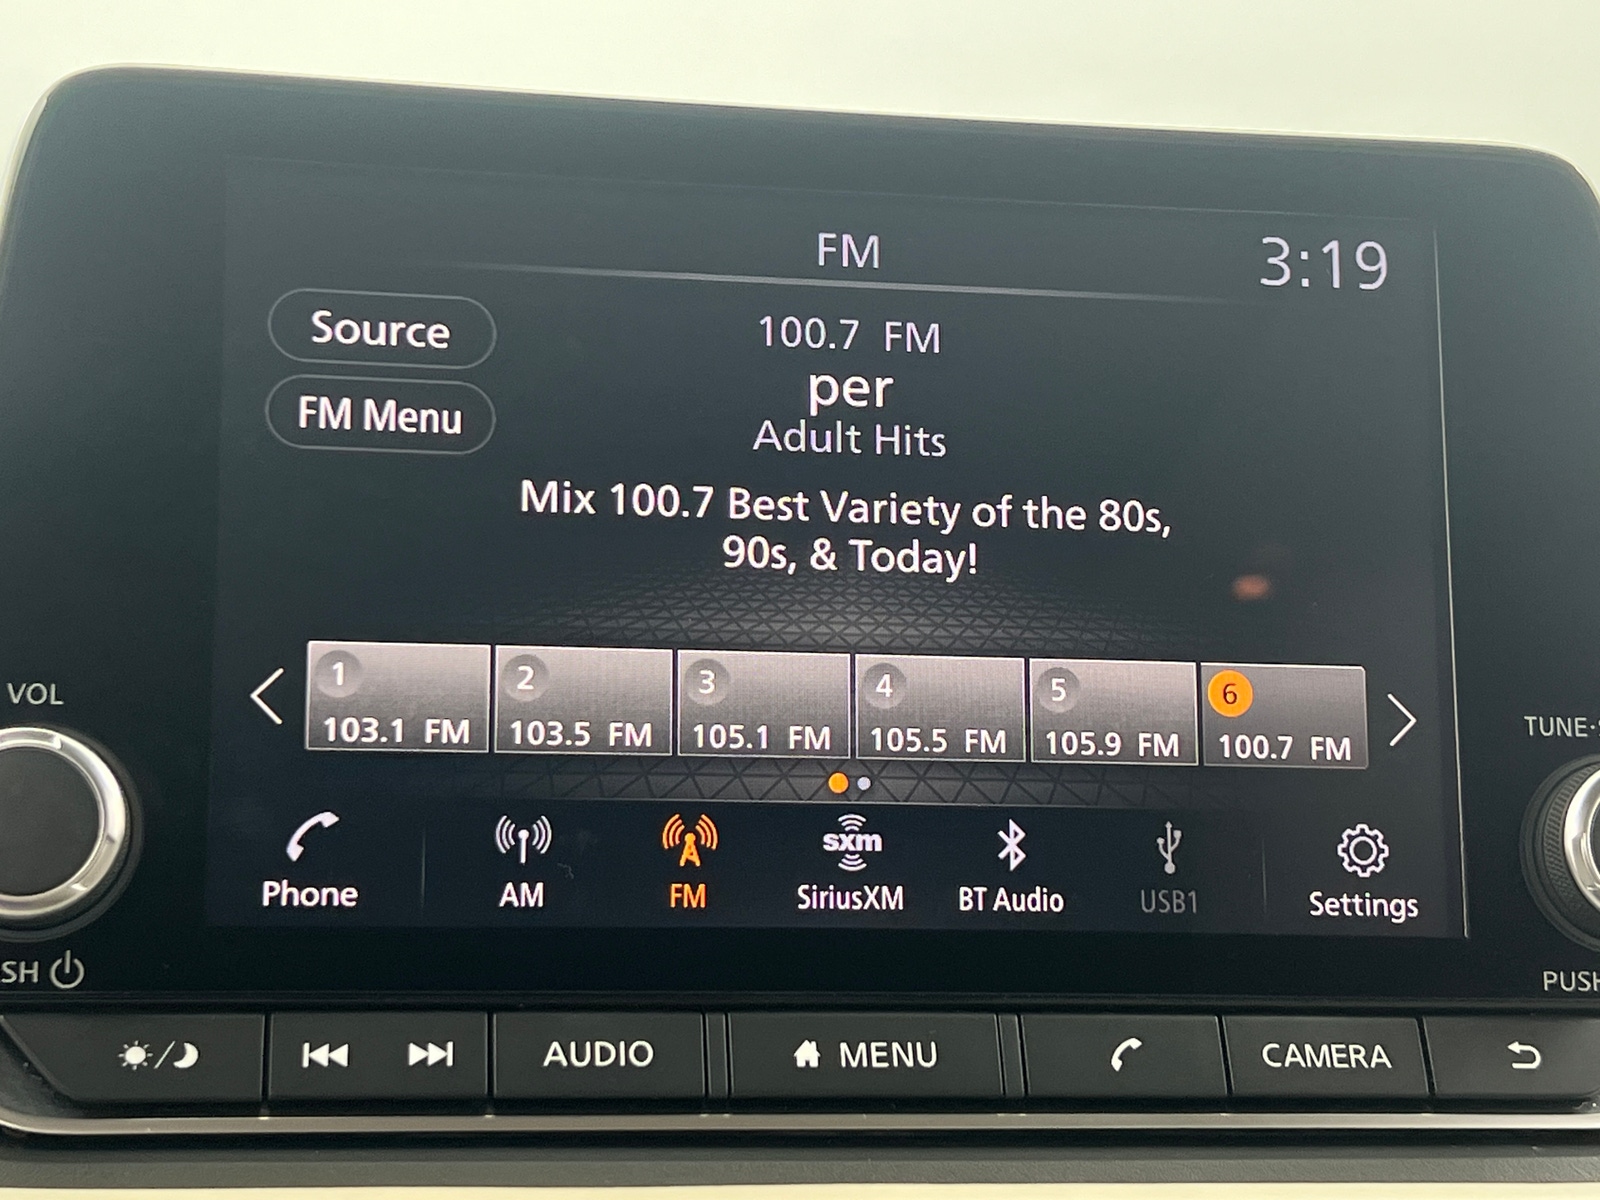 FM
3:19
Source
FM Menu
100.7 FM
per
Adult Hits
Mix 100.7 Best Variety of the 80s,
90s, & Today!
1
103.1 FM
2
103.5 FM
3
105.1 FM
4
105.5 FM
5
105.9 FM
6
100.7 FM
VOL
TUNE·
Phone
AM
FM
sxm
SiriusXM
BT Audio
USB1
Settings
SH
PUSH
AUDIO
MENU
CAMERA